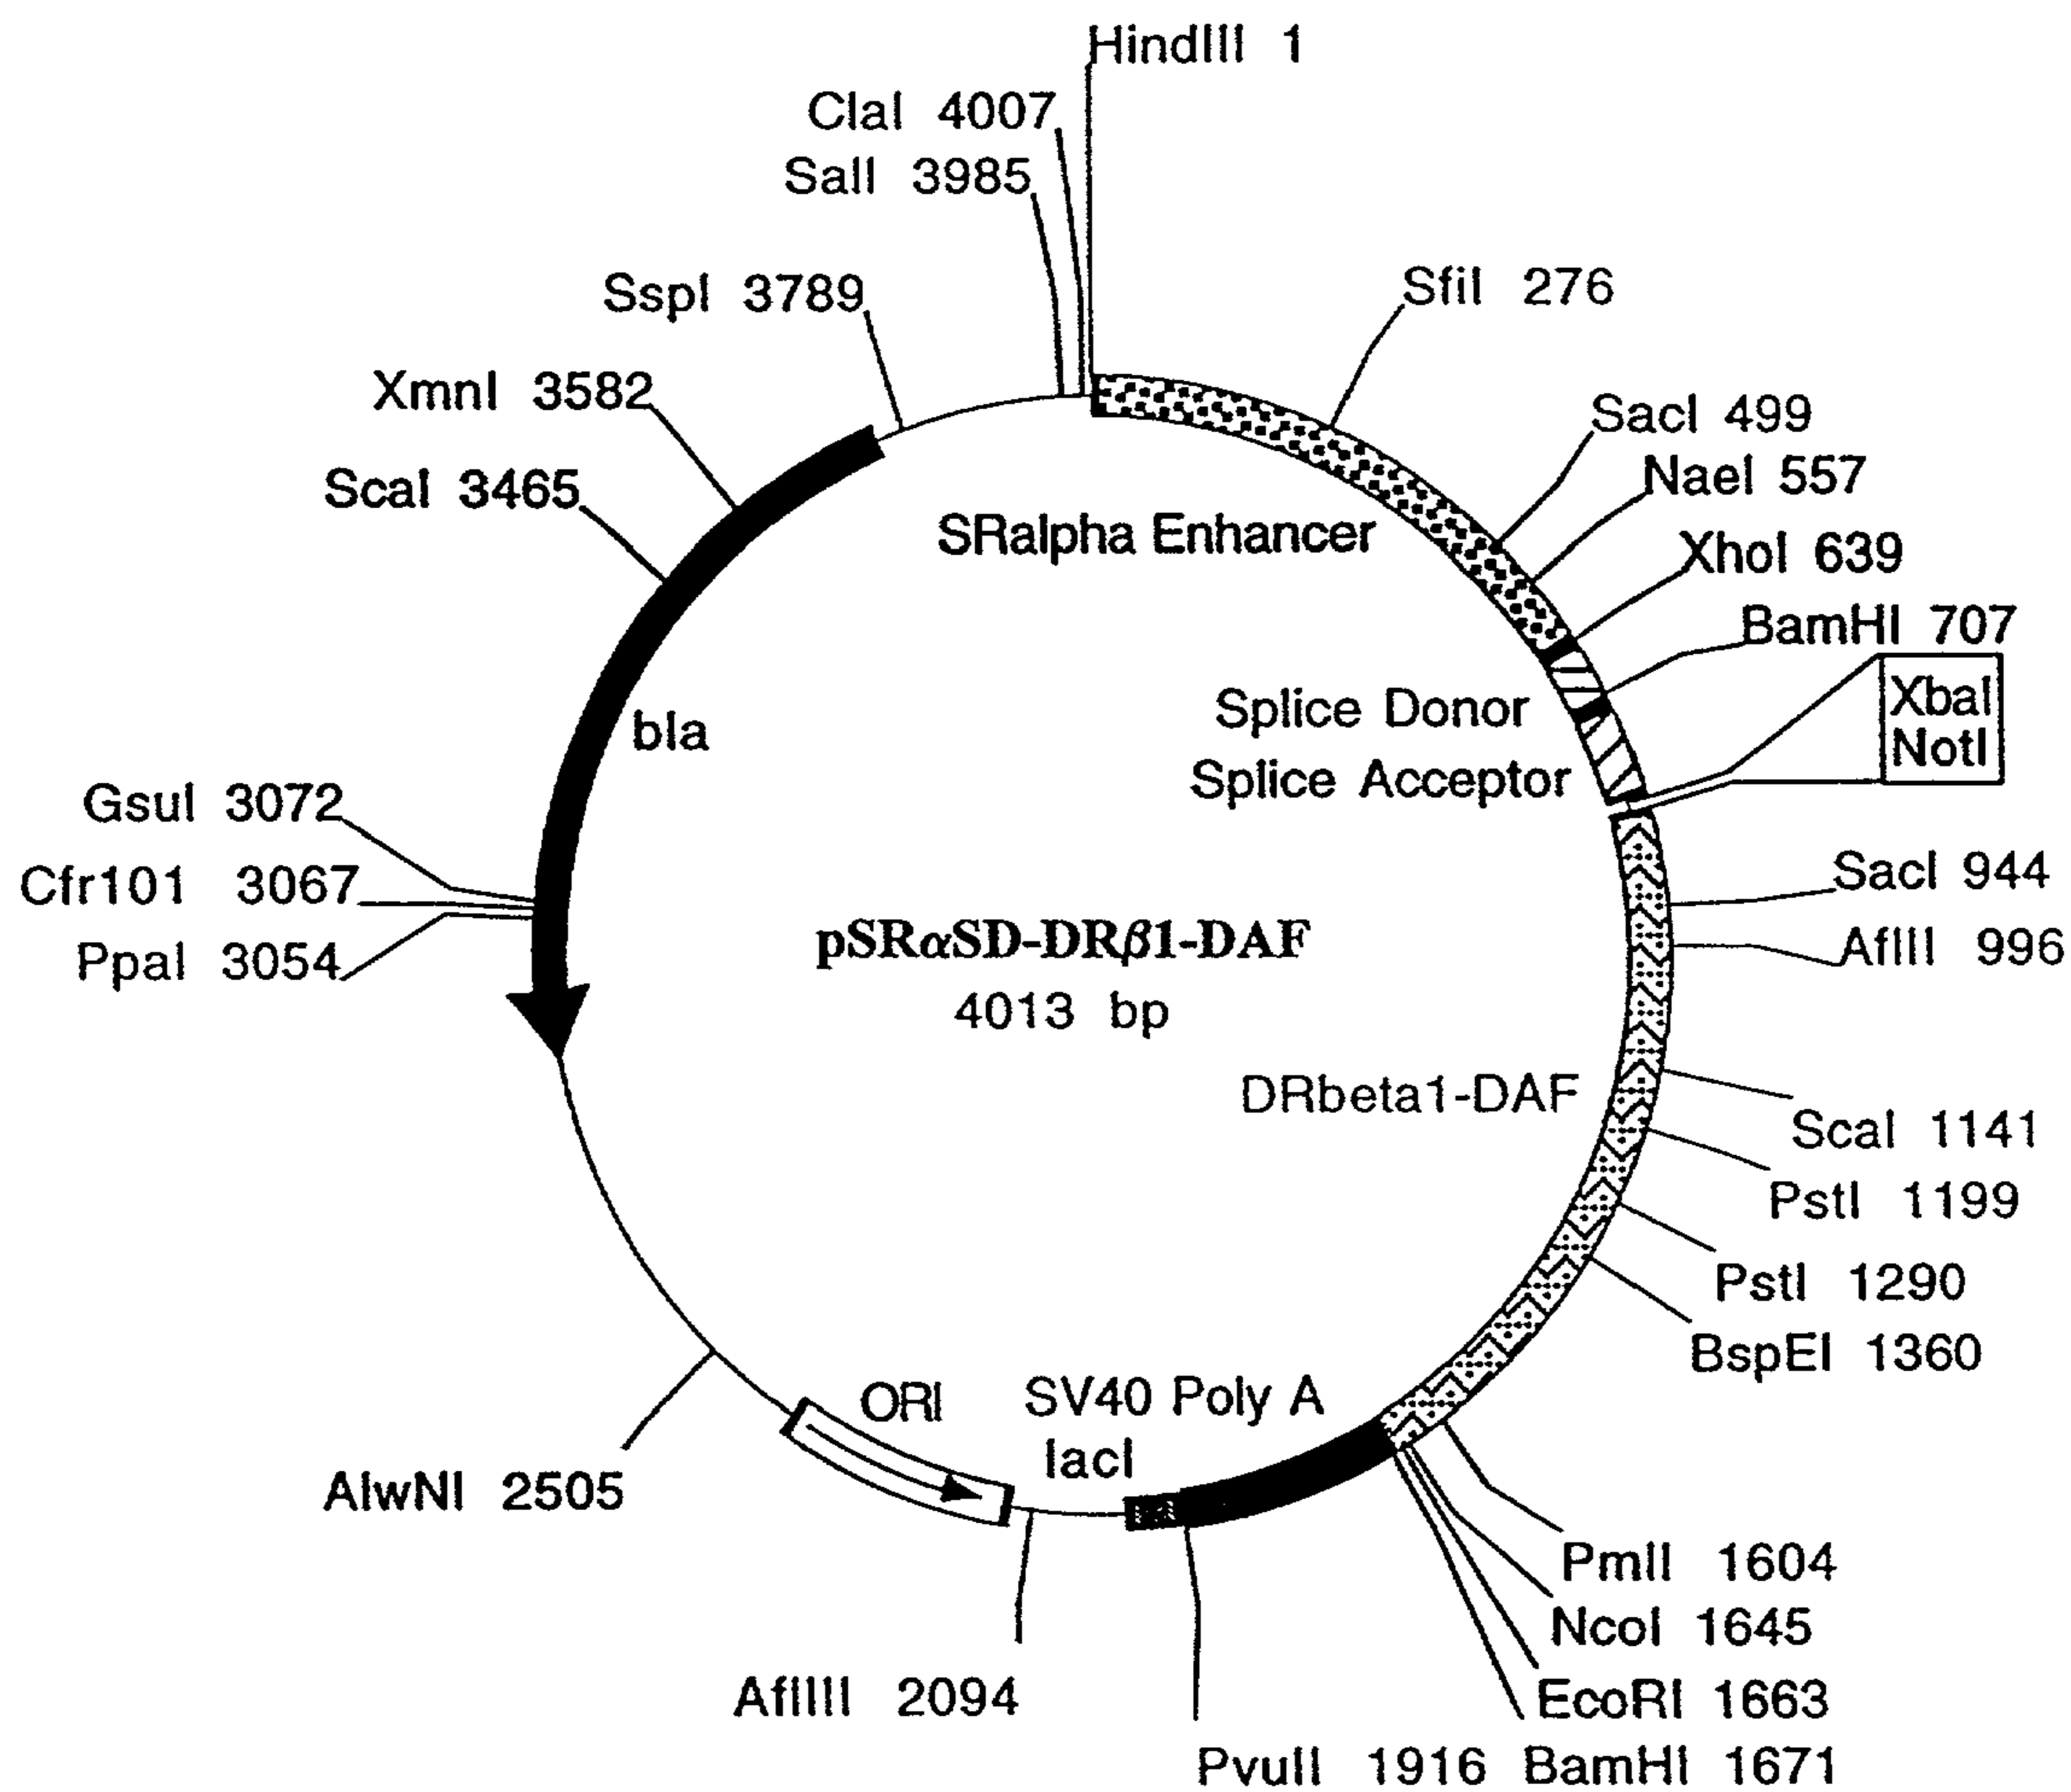 HindIII 1
ClaI 4007
SalI 3985
SspI 3789
SfiI 276
XmnI 3582
ScaI 3465
SacI 499
NaeI 557
SRalpha Enhancer
XhoI 639
BamHI 707
XbaI
NotI
Splice Donor
Splice Acceptor
bla
GsuI 3072
Cfr101 3067
PpaI 3054
SacI 944
AflII 996
pSRαSD-DRβ1-DAF
4013 bp
DRbeta1-DAF
ScaI 1141
PstI 1199
PstI 1290
BspEI 1360
ORI
SV40 Poly A
lacI
AlwNI 2505
PmlI 1604
NcoI 1645
EcoRI 1663
AflIII 2094
PvuII 1916
BamHI 1671